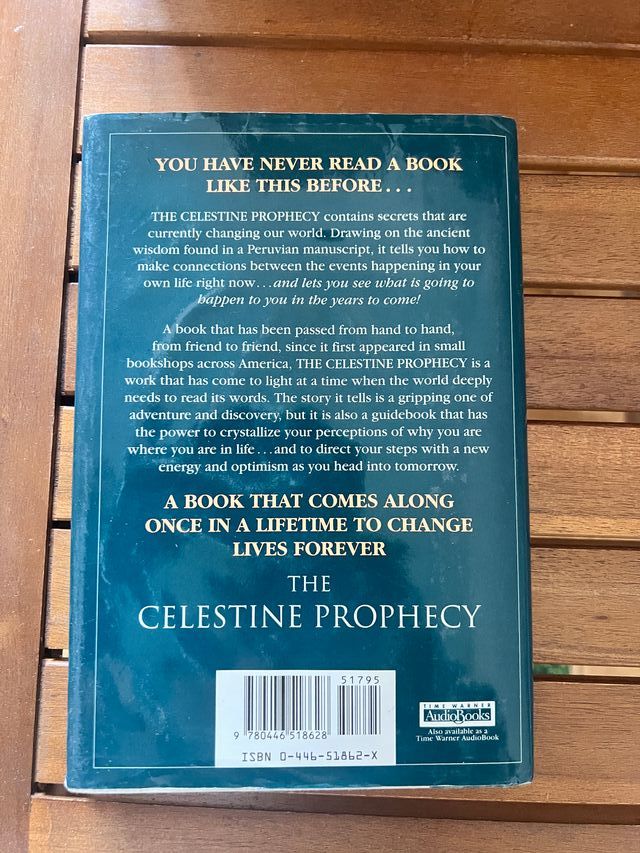 YOU HAVE NEVER READ A BOOK
LIKE THIS BEFORE...
THE CELESTINE PROPHECY contains secrets that are
currently changing our world. Drawing on the ancient
wisdom found in a Peruvian manuscript, it tells you how to
make connections between the events happening in your
own life right now...and lets you see what is going to
happen to you in the years to come!
A book that has been passed from hand to hand,
from friend to friend, since it first appeared in small
bookshops across America, THE CELESTINE PROPHECY is a
work that has come to light at a time when the world deeply
needs to read its words. The story it tells is a gripping one of
adventure and discovery, but it is also a guidebook that has
the power to crystallize your perceptions of why you are
where you are in life...and to direct your steps with a new
energy and optimism as you head into tomorrow.
A BOOK THAT COMES ALONG
ONCE IN A LIFETIME TO CHANGE
LIVES FOREVER
THE
CELESTINE PROPHECY
51795
9 780446 518628
ISBN 0-446-51862-X
TIME WARNER
AudioBooks
Also available as a
Time Warner AudioBook